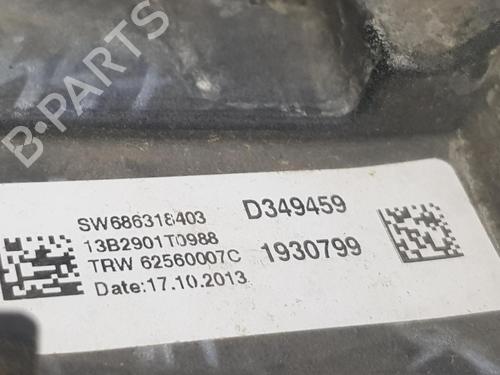 B-PARTS
SW686318403
D349459
13B2901T0988
TRW 62560007C
1930799
Date:17.10.2013